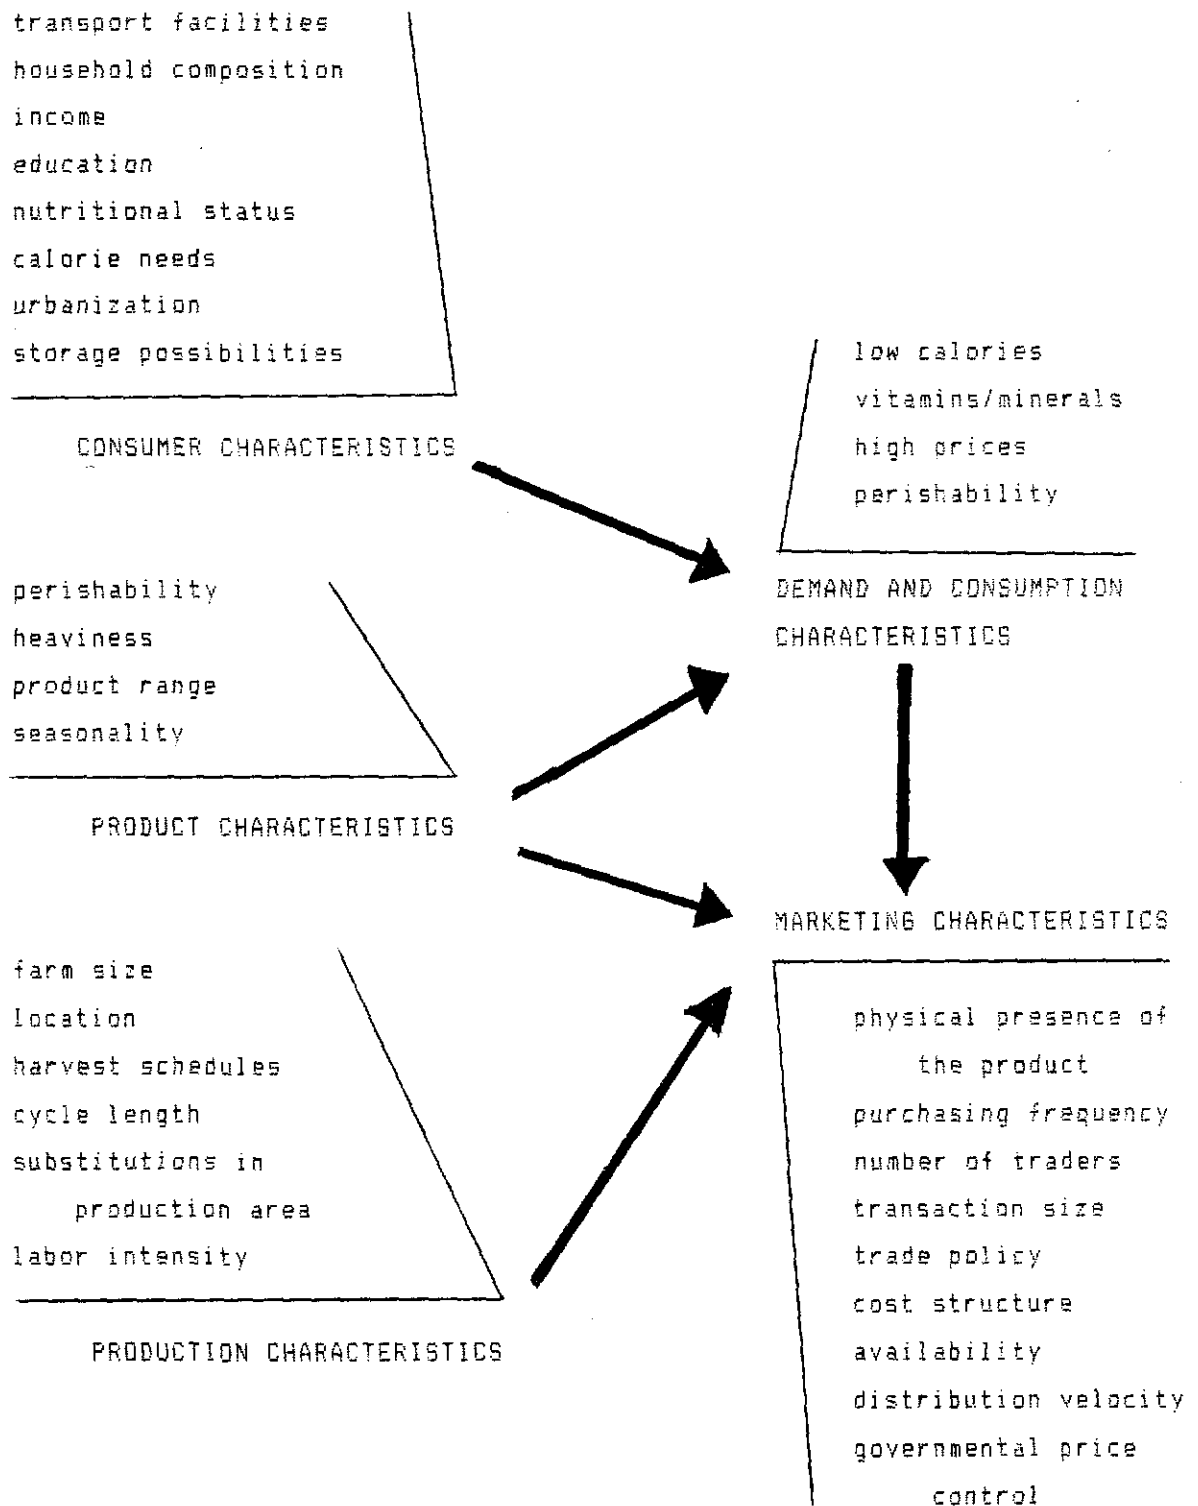 transport facilities
household composition
income
education
nutritional status
calorie needs
urbanization
storage possibilities
CONSUMER CHARACTERISTICS
low calories
vitamins/minerals
high prices
perishability
DEMAND AND CONSUMPTION
CHARACTERISTICS
perishability
heaviness
product range
seasonality
PRODUCT CHARACTERISTICS
farm size
location
harvest schedules
cycle length
substitutions in
production area
labor intensity
PRODUCTION CHARACTERISTICS
MARKETING CHARACTERISTICS
physical presence of
the product
purchasing frequency
number of traders
transaction size
trade policy
cost structure
availability
distribution velocity
governmental price
control